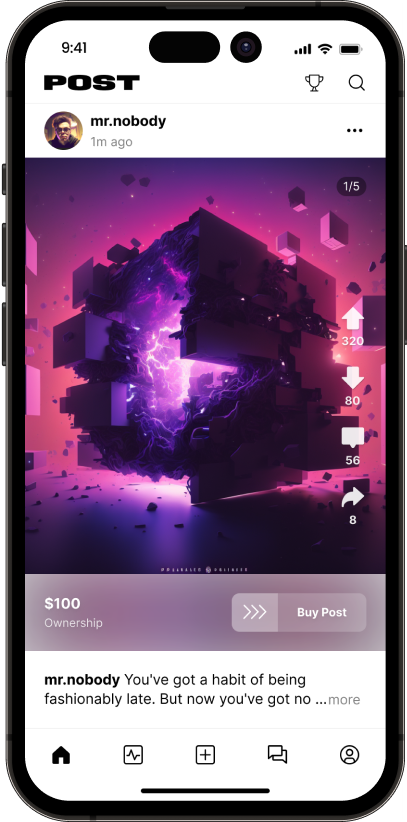 9:41
POST
mr.nobody
1m ago
1/5
320
80
56
8
$100
Ownership
Buy Post
mr.nobody You've got a habit of being
fashionably late. But now you've got no ...more